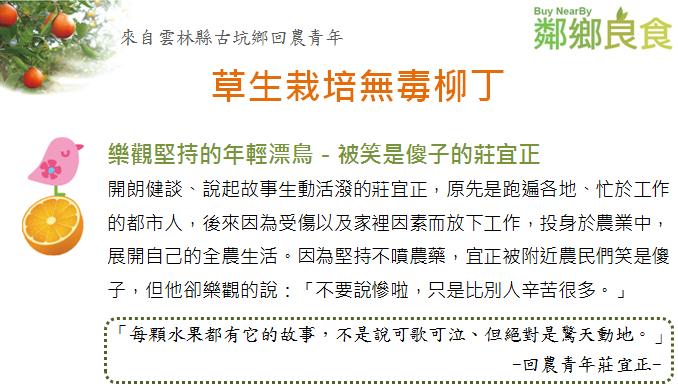 來自雲林縣古坑鄉回農青年
Buy NearBy
鄰鄉良食
草生栽培無毒柳丁
樂觀堅持的年輕漂鳥 - 被笑是傻子的莊宜正
開朗健談、說起故事生動活潑的莊宜正，原先是跑遍各地、忙於工作
的都市人，後來因為受傷以及家裡因素而放下工作，投身於農業中，
展開自己的全農生活。因為堅持不噴農藥，宜正被附近農民們笑是傻
子，但他卻樂觀的說：「不要說慘啦，只是比別人辛苦很多。」
「每顆水果都有它的故事，不是說可歌可泣、但絕對是驚天動地。」
-回農青年莊宜正-